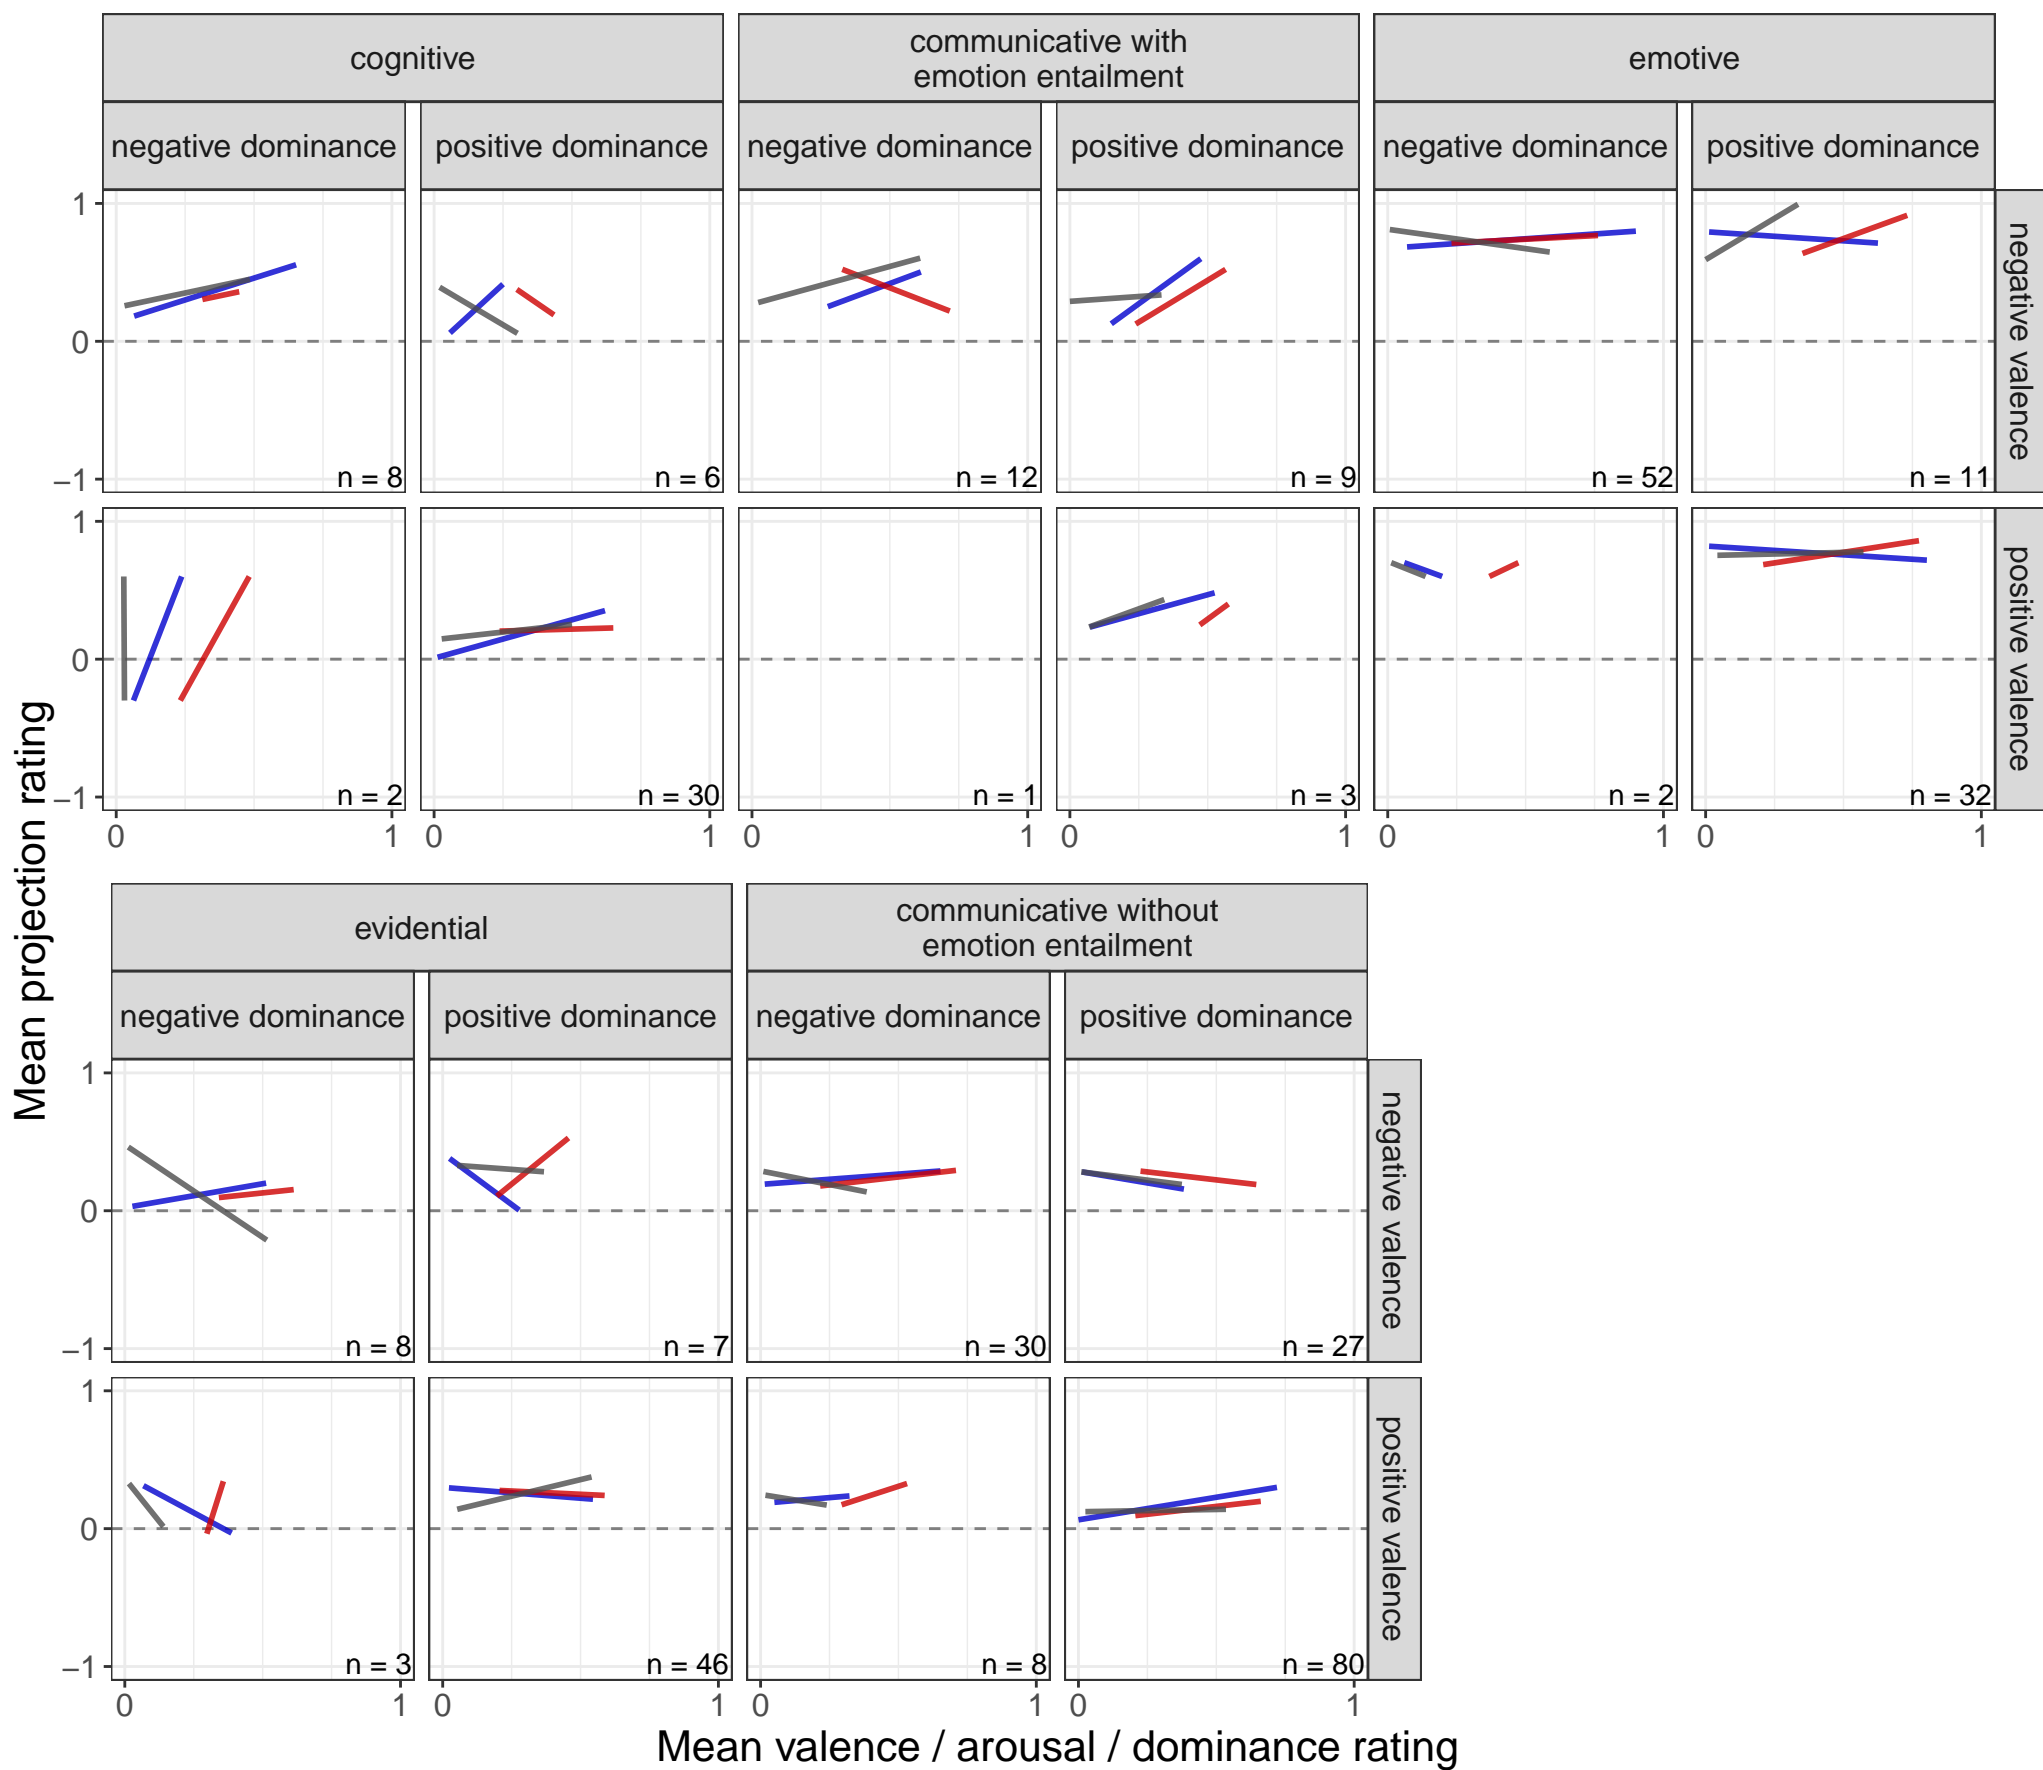 cognitive
communicative with
emotion entailment
emotive
negative dominance
positive dominance
negative dominance
positive dominance
negative dominance
positive dominance
1
0
−1
n = 8
n = 6
n = 12
n = 9
n = 52
n = 11
negative valence
1
0
−1
n = 2
n = 30
n = 1
n = 3
n = 2
n = 32
positive valence
0 1
0 1
0 1
0 1
0 1
0 1
Mean projection rating
evidential
communicative without
emotion entailment
negative dominance
positive dominance
negative dominance
positive dominance
1
0
−1
n = 8
n = 7
n = 30
n = 27
negative valence
1
0
−1
n = 3
n = 46
n = 8
n = 80
positive valence
0 1
0 1
0 1
0 1
Mean valence / arousal / dominance rating